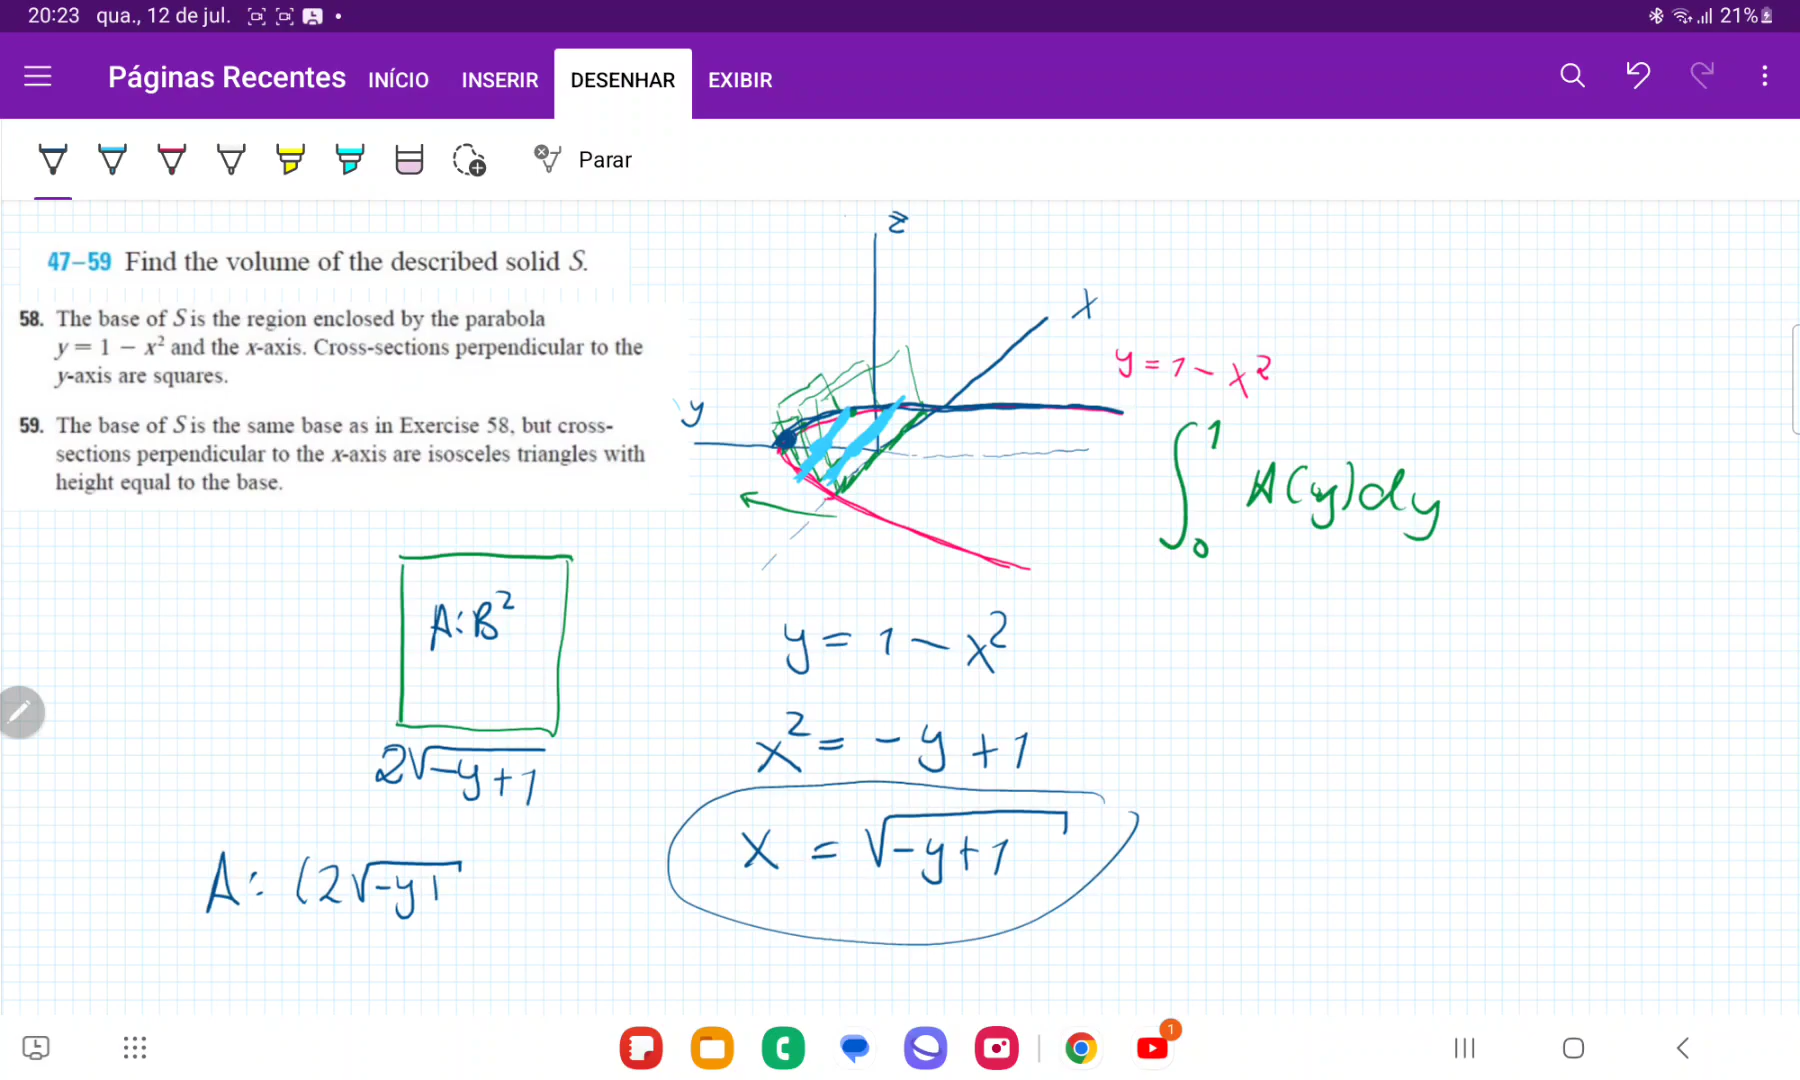 20:23 qua., 12 de jul. 21%
Páginas Recentes INÍCIO INSERIR DESENHAR EXIBIR
Parar
47–59 Find the volume of the described solid S.
58. The base of S is the region enclosed by the parabola
y = 1 − x² and the x-axis. Cross-sections perpendicular to the
y-axis are squares.
59. The base of S is the same base as in Exercise 58, but cross-
sections perpendicular to the x-axis are isosceles triangles with
height equal to the base.
z
x
y
y = 1 − x²
∫₀¹ A(y)dy
A: B²
2√-y+1
A: (2√-y
y = 1 − x²
x² = -y + 1
x = √-y+1
1